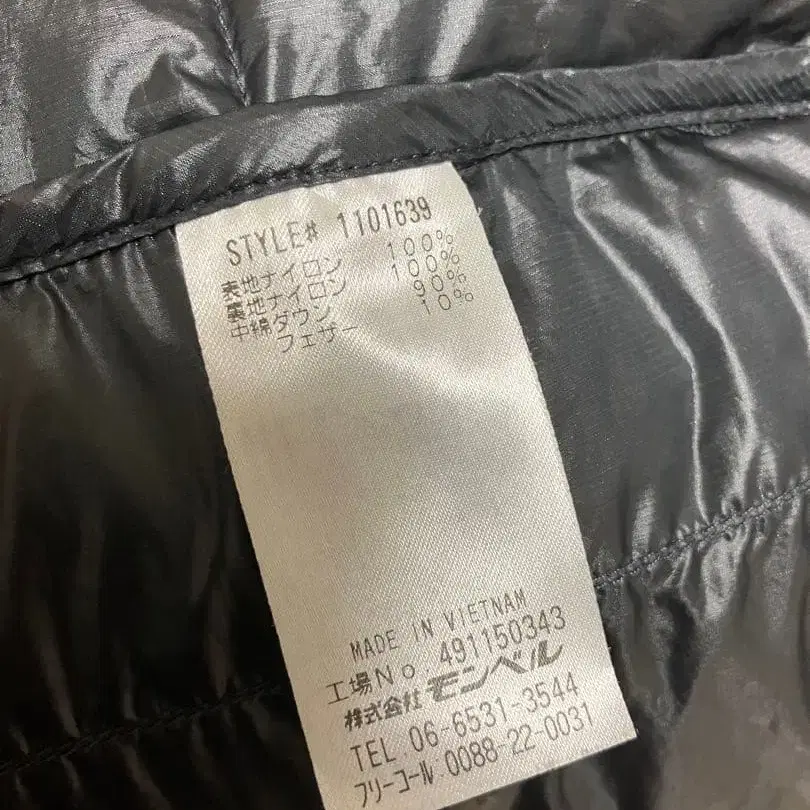 STYLE# 1101639
表地ナイロン 100%
裏地ナイロン 100%
中綿ダウン 90%
フェザー 10%
MADE IN VIETNAM
工場No. 491150343
株式会社 モンベル
TEL.06-6531-3544
フリーコール:0088-22-0031